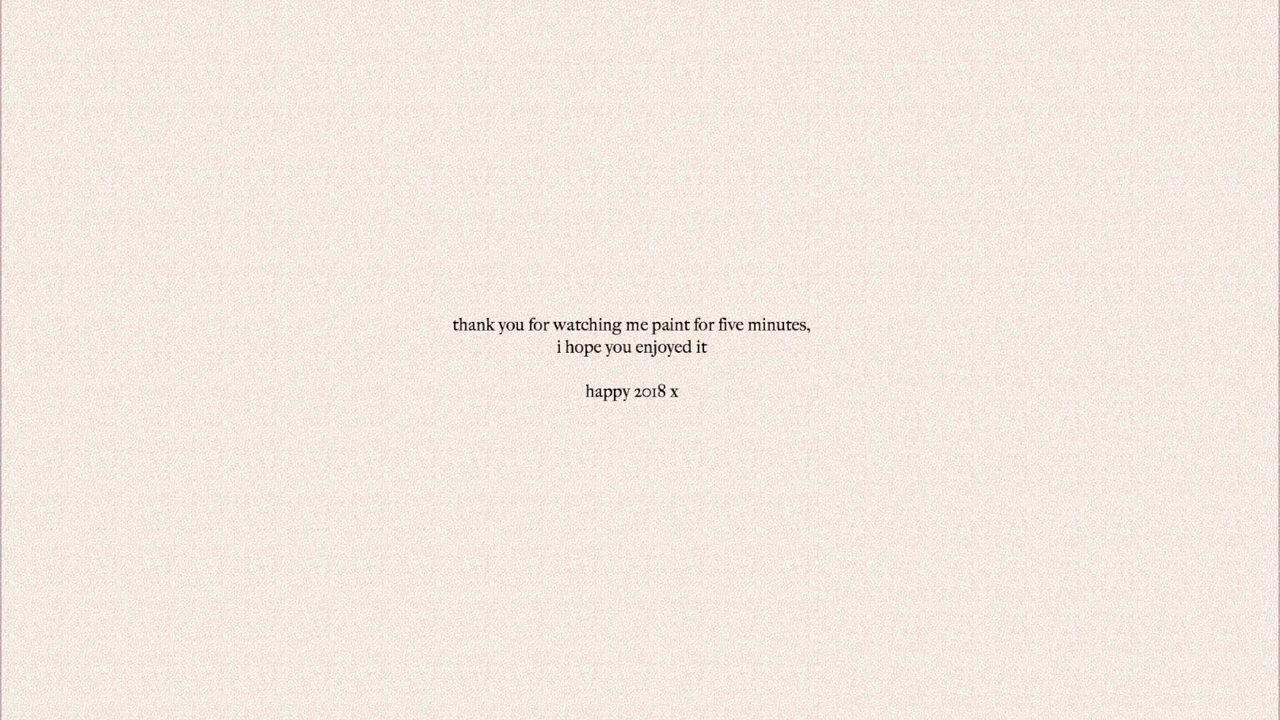 thank you for watching me paint for five minutes,
i hope you enjoyed it
happy 2018 x